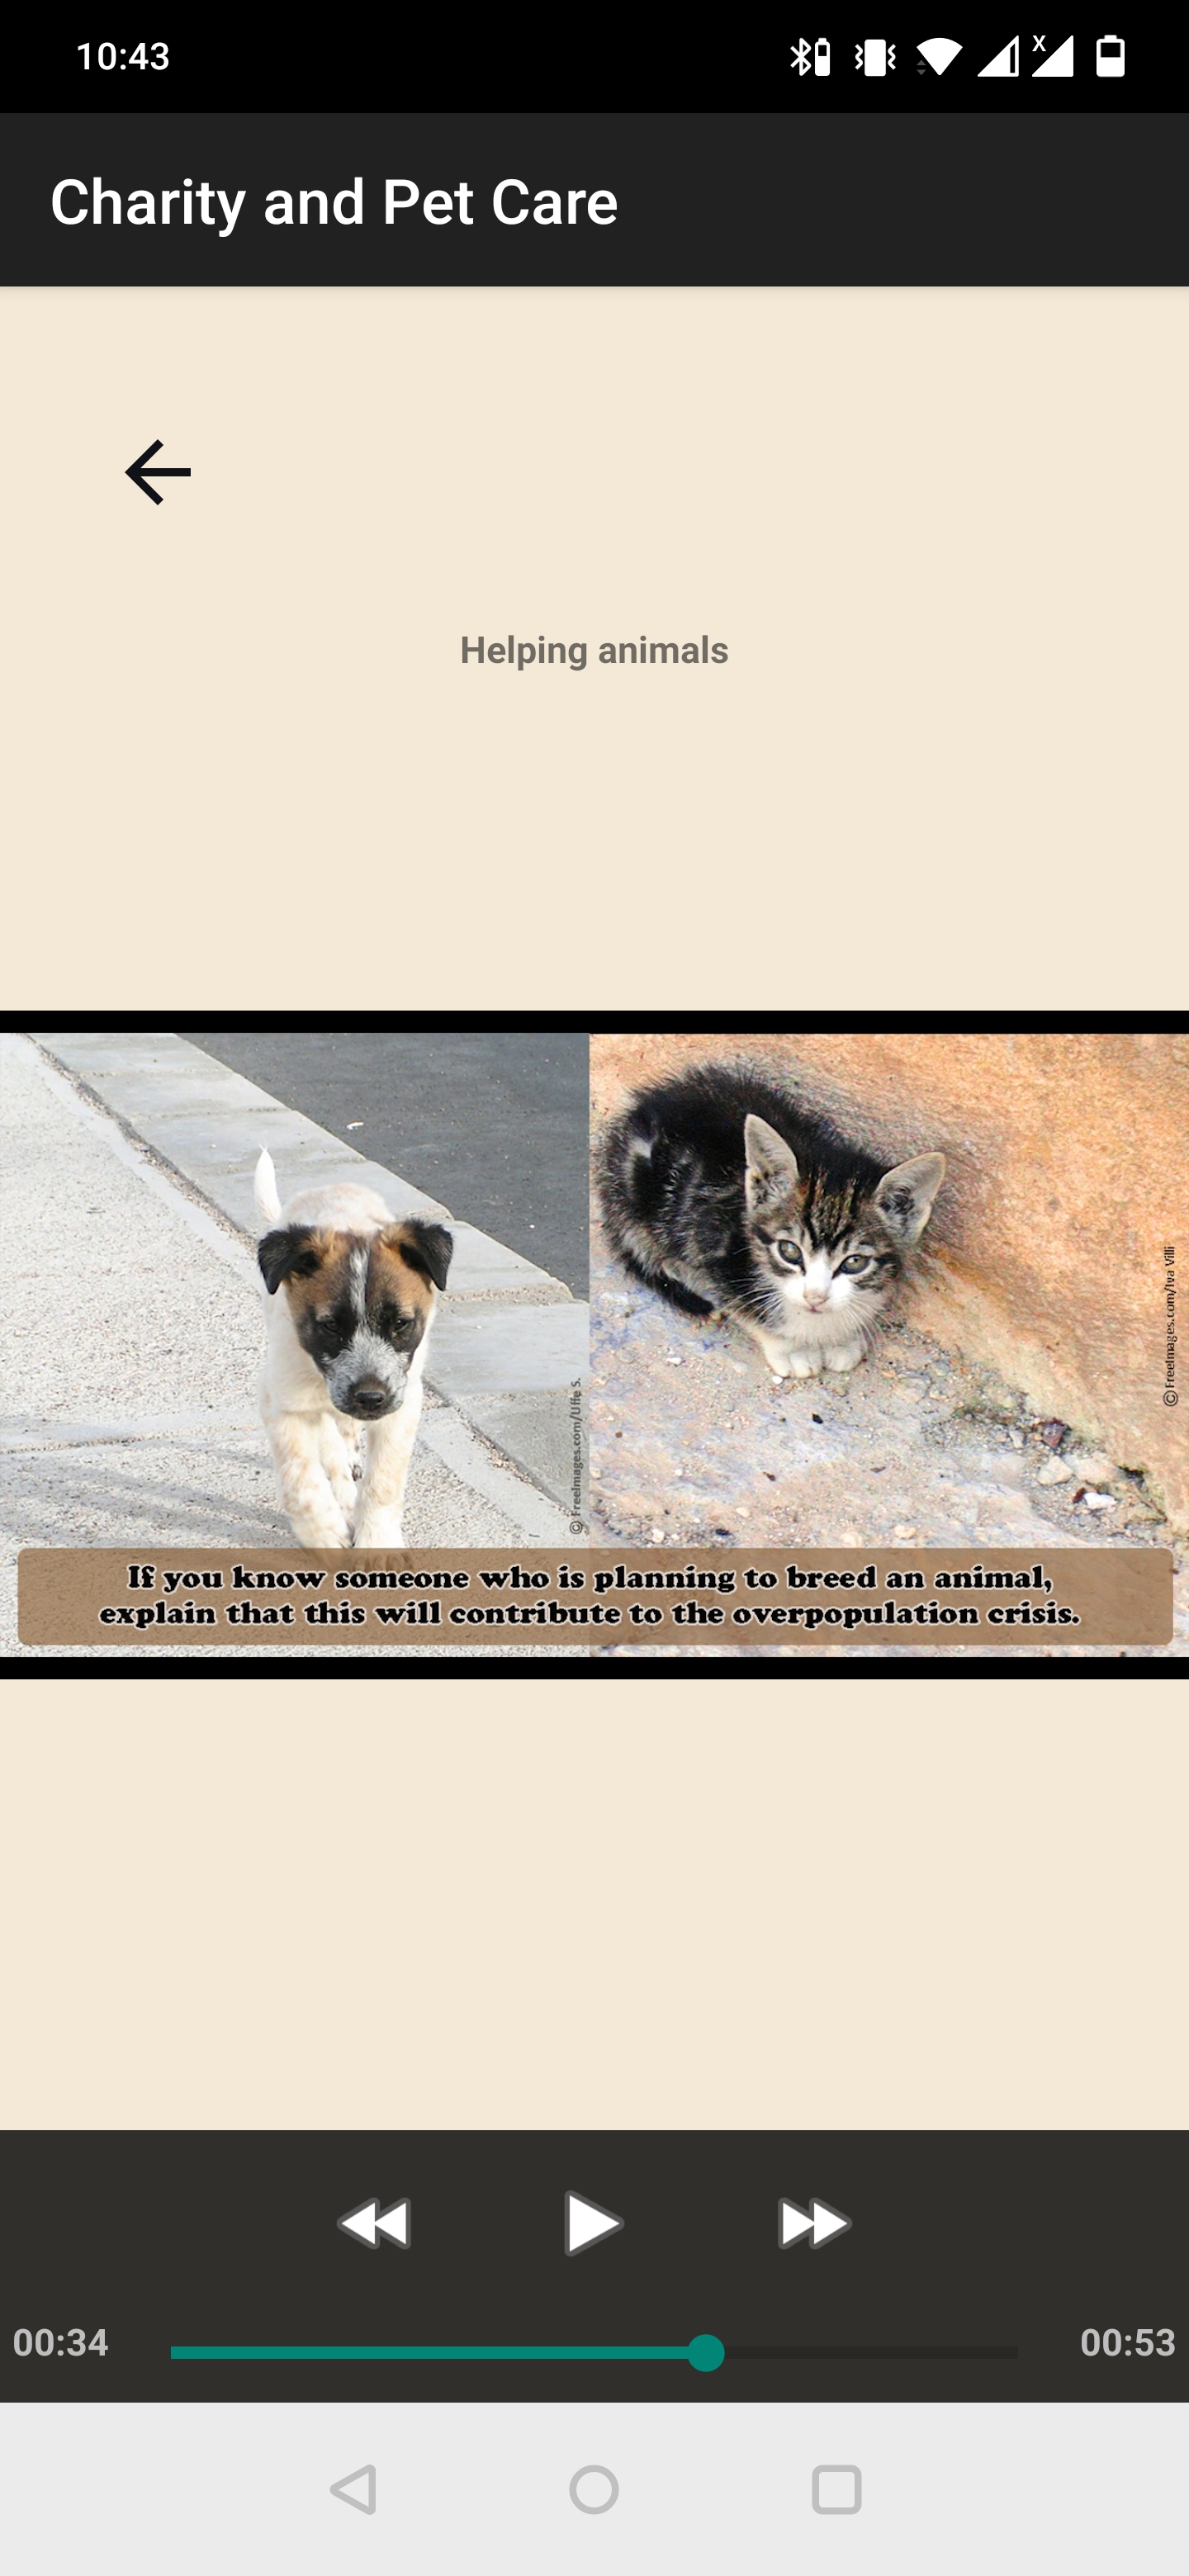 10:43
X
Charity and Pet Care
Helping animals
© FreeImages.com/Uffe S.
© FreeImages.com/Iva Villi
If you know someone who is planning to breed an animal,
explain that this will contribute to the overpopulation crisis.
00:34
00:53